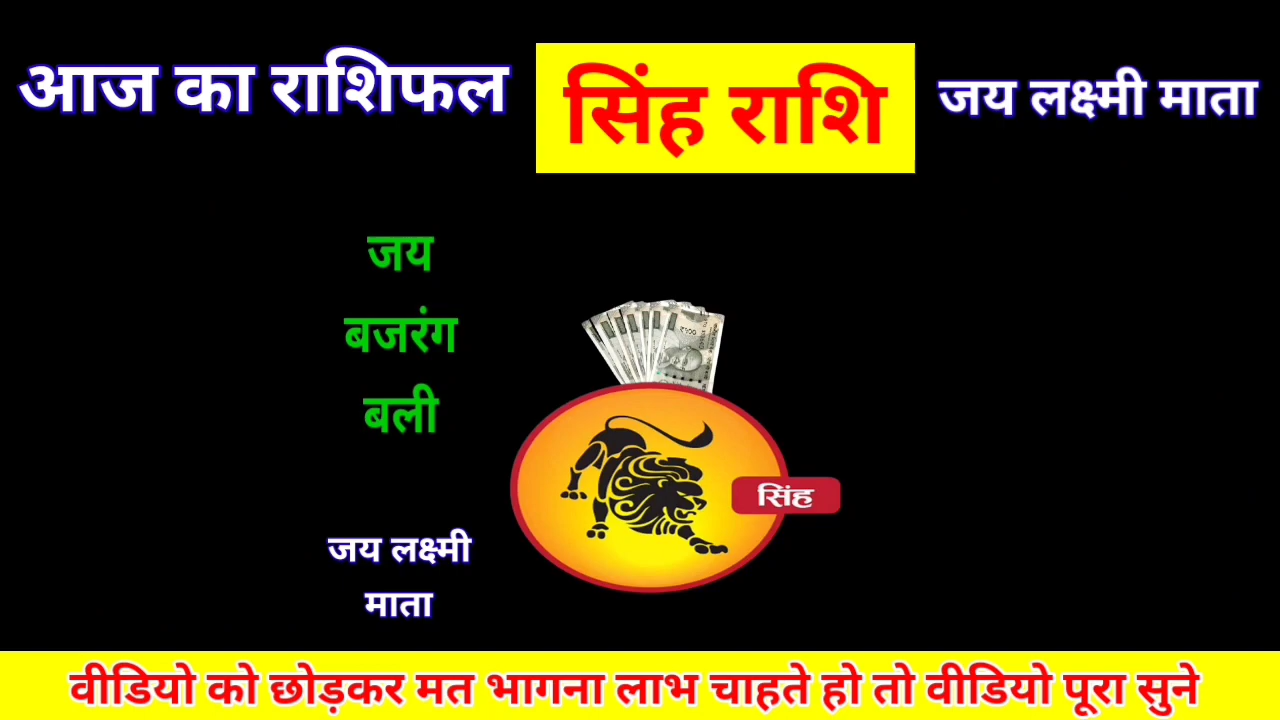 आज का राशिफल
सिंह राशि
जय लक्ष्मी माता
जय
बजरंग
बली
सिंह
जय लक्ष्मी
माता
वीडियो को छोड़कर मत भागना लाभ चाहते हो तो वीडियो पूरा सुने